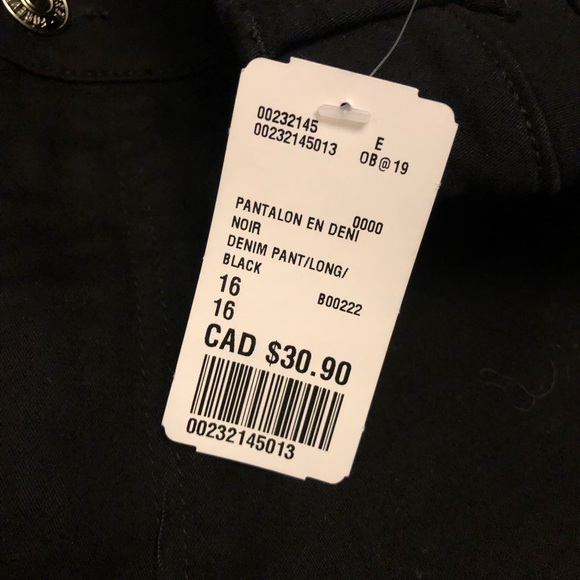 00232145
00232145013
E
OB@19
0000
PANTALON EN DENI
NOIR
DENIM PANT/LONG/
BLACK
16
B00222
16
CAD $30.90
00232145013